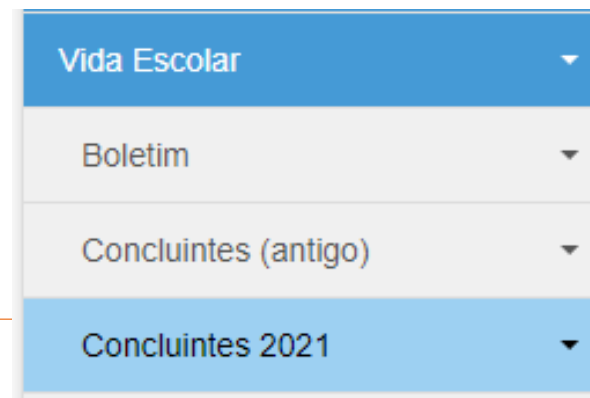 Vida Escolar
Boletim
Concluintes (antigo)
Concluintes 2021